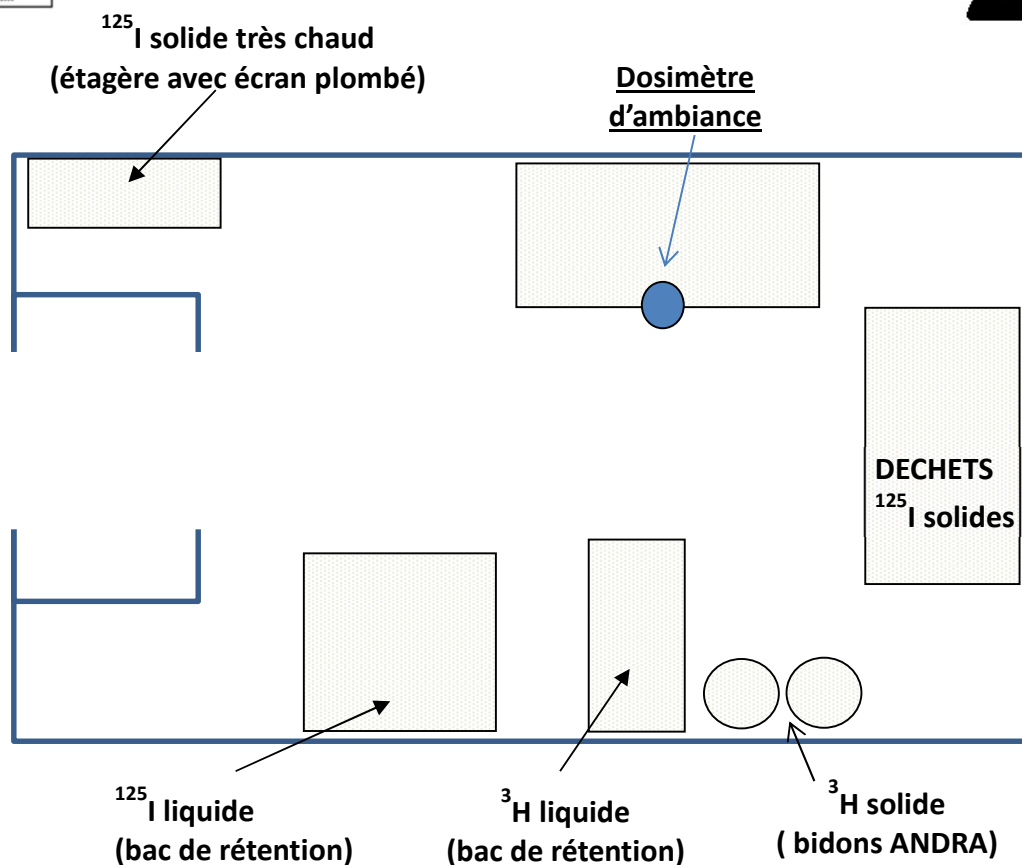 ¹²⁵I solide très chaud
(étagère avec écran plombé)
Dosimètre
d’ambiance
DECHETS
¹²⁵I solides
¹²⁵I liquide
(bac de rétention)
³H liquide
(bac de rétention)
³H solide
( bidons ANDRA)